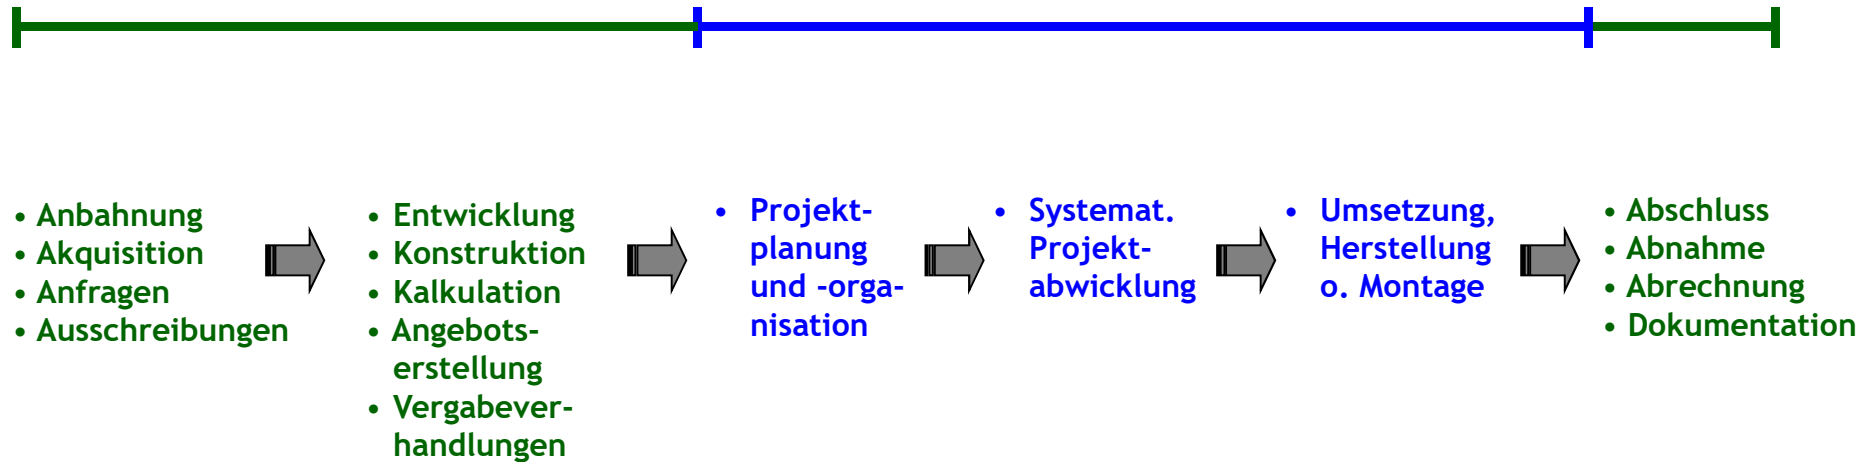 • Anbahnung
• Akquisition
• Anfragen
• Ausschreibungen
• Entwicklung
• Konstruktion
• Kalkulation
• Angebots-
erstellung
• Vergabever-
handlungen
• Projekt-
planung
und -orga-
nisation
• Systemat.
Projekt-
abwicklung
• Umsetzung,
Herstellung
o. Montage
• Abschluss
• Abnahme
• Abrechnung
• Dokumentation